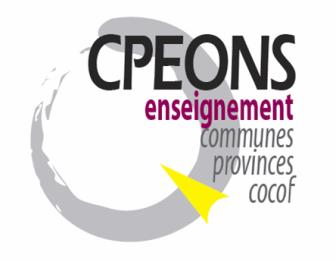 CPEONS
enseignement
communes
provinces
cocof